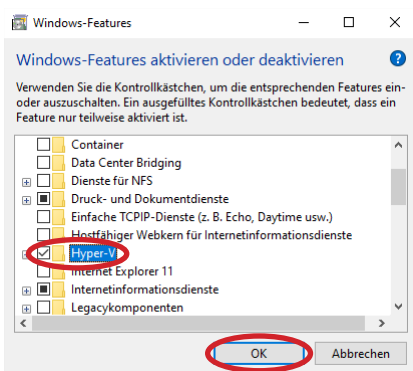 Windows-Features
Windows-Features aktivieren oder deaktivieren
Verwenden Sie die Kontrollkästchen, um die entsprechenden Features ein-
oder auszuschalten. Ein ausgefülltes Kontrollkästchen bedeutet, dass ein
Feature nur teilweise aktiviert ist.
Container
Data Center Bridging
Dienste für NFS
Druck- und Dokumentdienste
Einfache TCPIP-Dienste (z. B. Echo, Daytime usw.)
Hostfähiger Webkern für Internetinformationsdienste
Hyper-V
Internet Explorer 11
Internetinformationsdienste
Legacykomponenten
OK Abbrechen